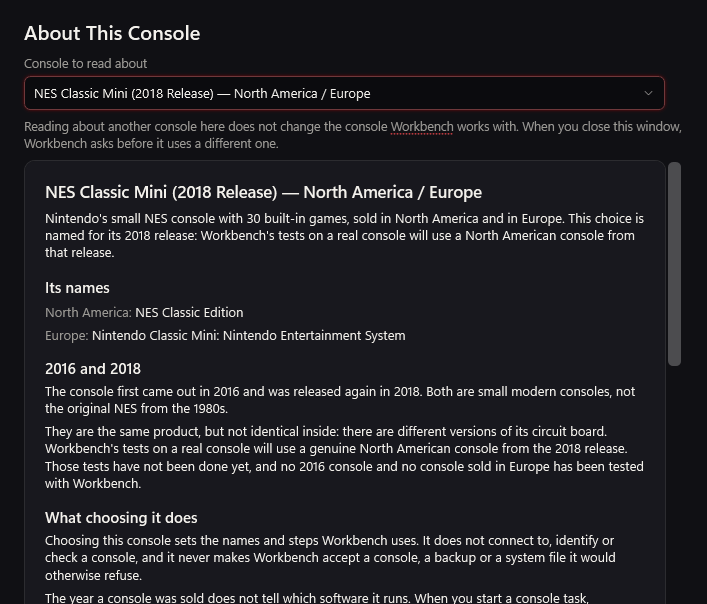 About This Console
Console to read about
NES Classic Mini (2018 Release) — North America / Europe
Reading about another console here does not change the console Workbench works with. When you close this window,
Workbench asks before it uses a different one.
NES Classic Mini (2018 Release) — North America / Europe
Nintendo's small NES console with 30 built-in games, sold in North America and in Europe. This choice is
named for its 2018 release: Workbench's tests on a real console will use a North American console from
that release.
Its names
North America: NES Classic Edition
Europe: Nintendo Classic Mini: Nintendo Entertainment System
2016 and 2018
The console first came out in 2016 and was released again in 2018. Both are small modern consoles, not
the original NES from the 1980s.
They are the same product, but not identical inside: there are different versions of its circuit board.
Workbench's tests on a real console will use a genuine North American console from the 2018 release.
Those tests have not been done yet, and no 2016 console and no console sold in Europe has been tested
with Workbench.
What choosing it does
Choosing this console sets the names and steps Workbench uses. It does not connect to, identify or
check a console, and it never makes Workbench accept a console, a backup or a system file it would
otherwise refuse.
The year a console was sold does not tell which software it runs. When you start a console task,